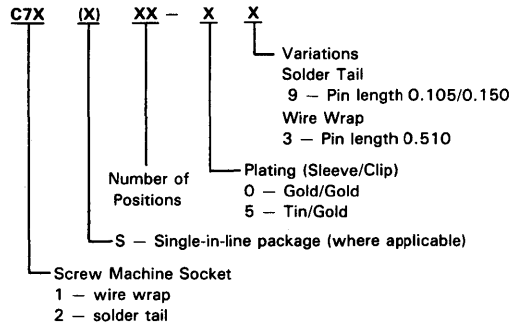 C7X (X) XX – X X
Variations
Solder Tail
9 – Pin length 0.105/0.150
Wire Wrap
3 – Pin length 0.510
Plating (Sleeve/Clip)
0 – Gold/Gold
5 – Tin/Gold
Number of
Positions
S – Single-in-line package (where applicable)
Screw Machine Socket
1 – wire wrap
2 – solder tail